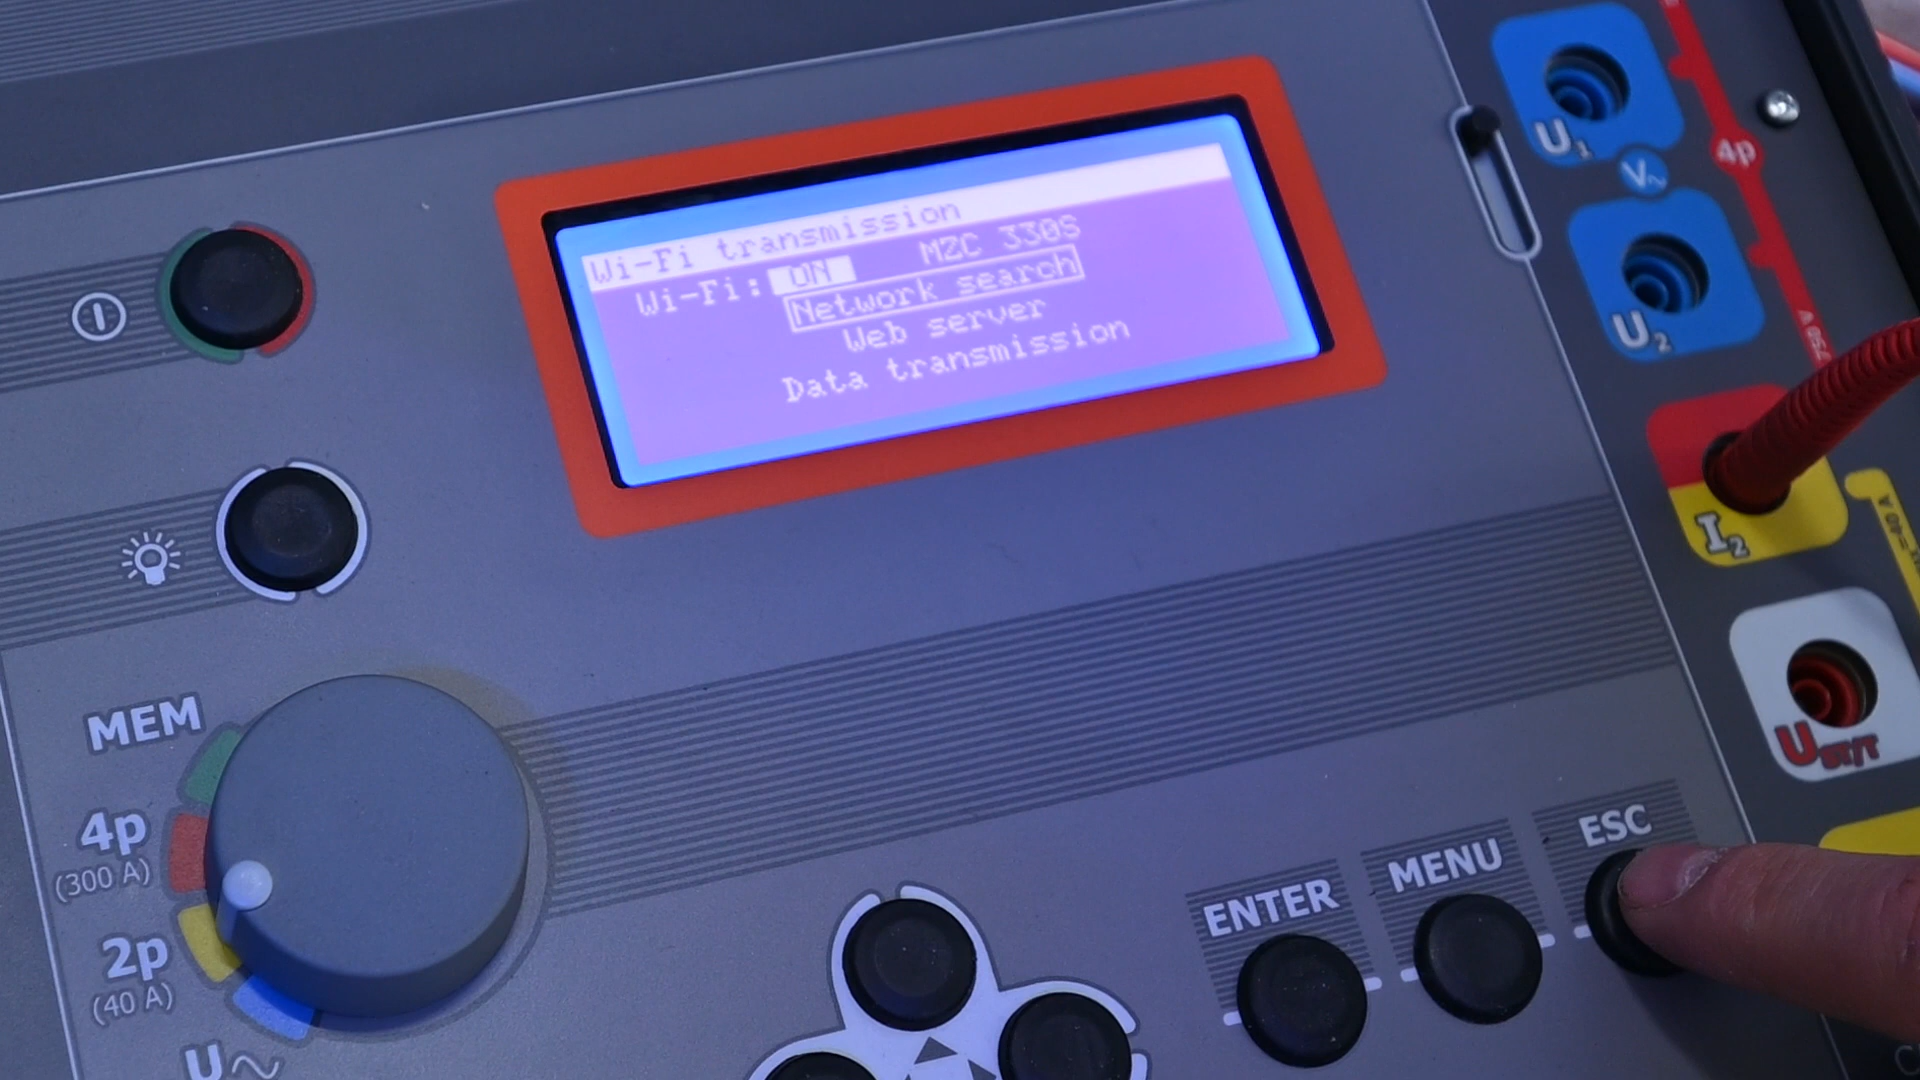 Wi-Fi transmission
Wi-Fi: ON MZC 330S
Network search
Web server
Data transmission
MEM
4p
(300 A)
2p
(40 A)
U~
ENTER
MENU
ESC
U1
V~
4p
U2
I2
UST/T